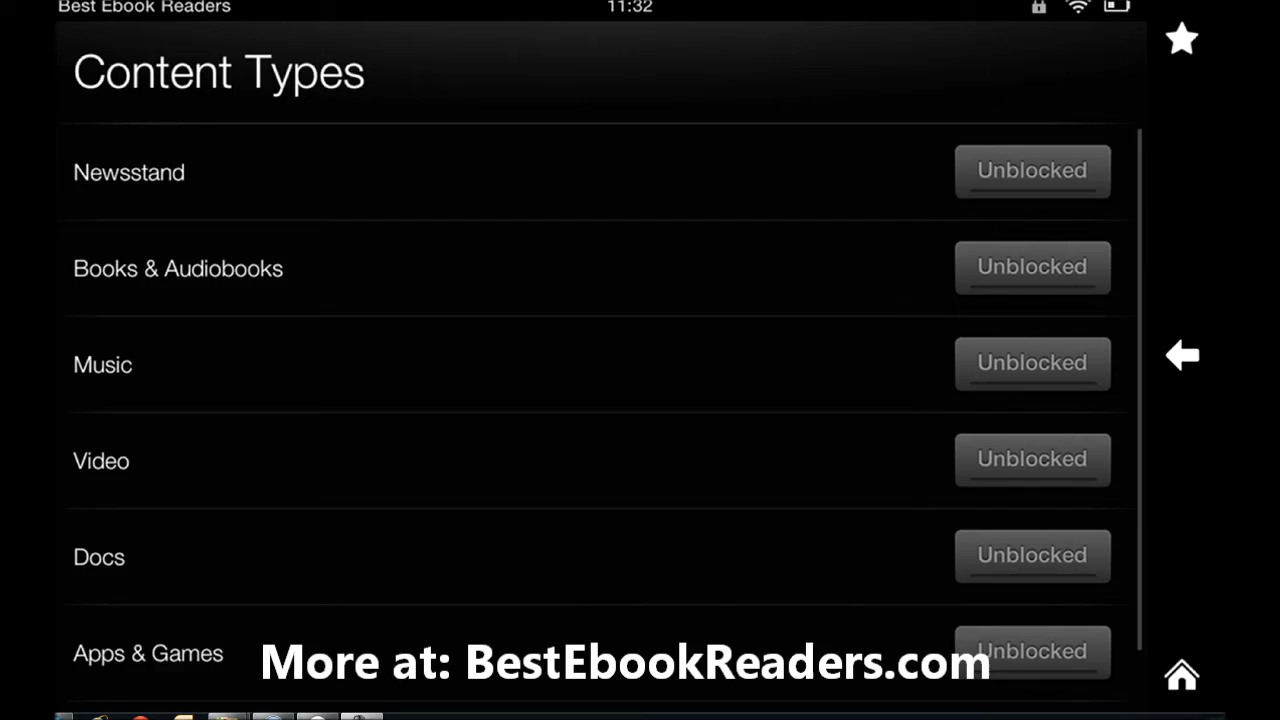 Best Ebook Readers 11:32
Content Types
Newsstand Unblocked
Books & Audiobooks Unblocked
Music Unblocked
Video Unblocked
Docs Unblocked
Apps & Games Unblocked
More at: BestEbookReaders.com